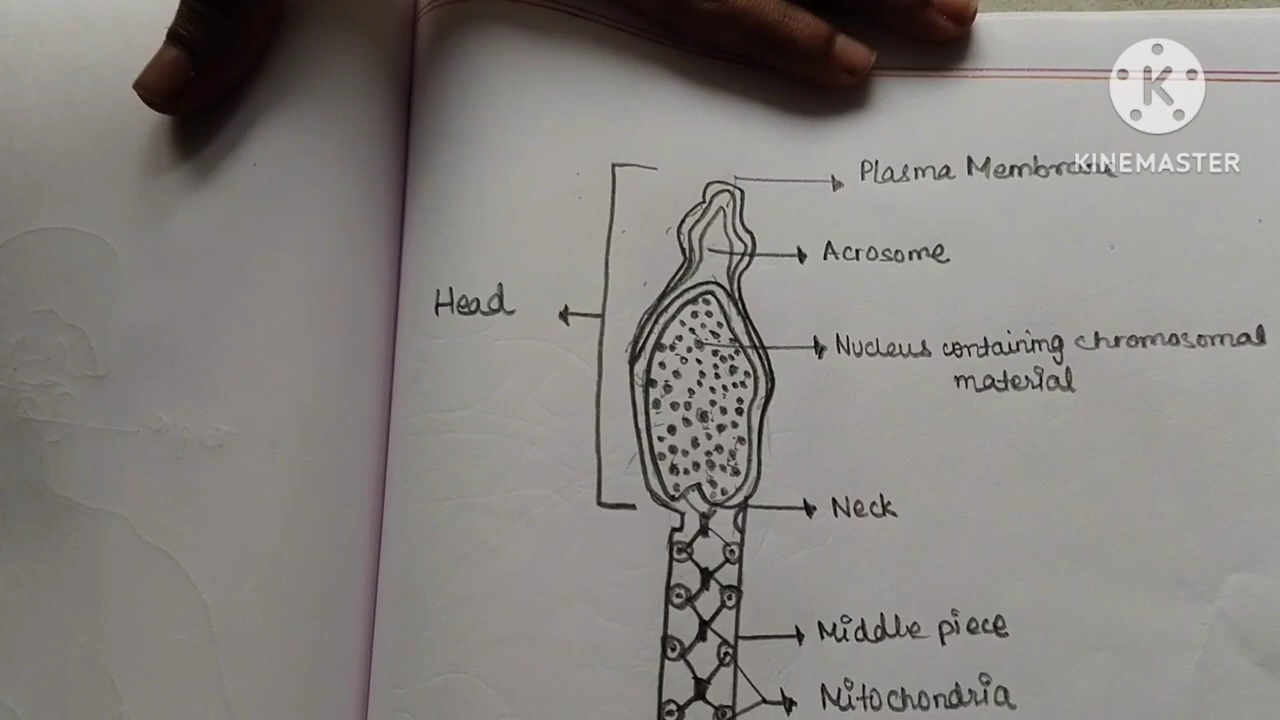 K
KINEMASTER
Plasma Membrane
Acrosome
Head
Nucleus containing chromosomal
material
Neck
Middle piece
Mitochondria